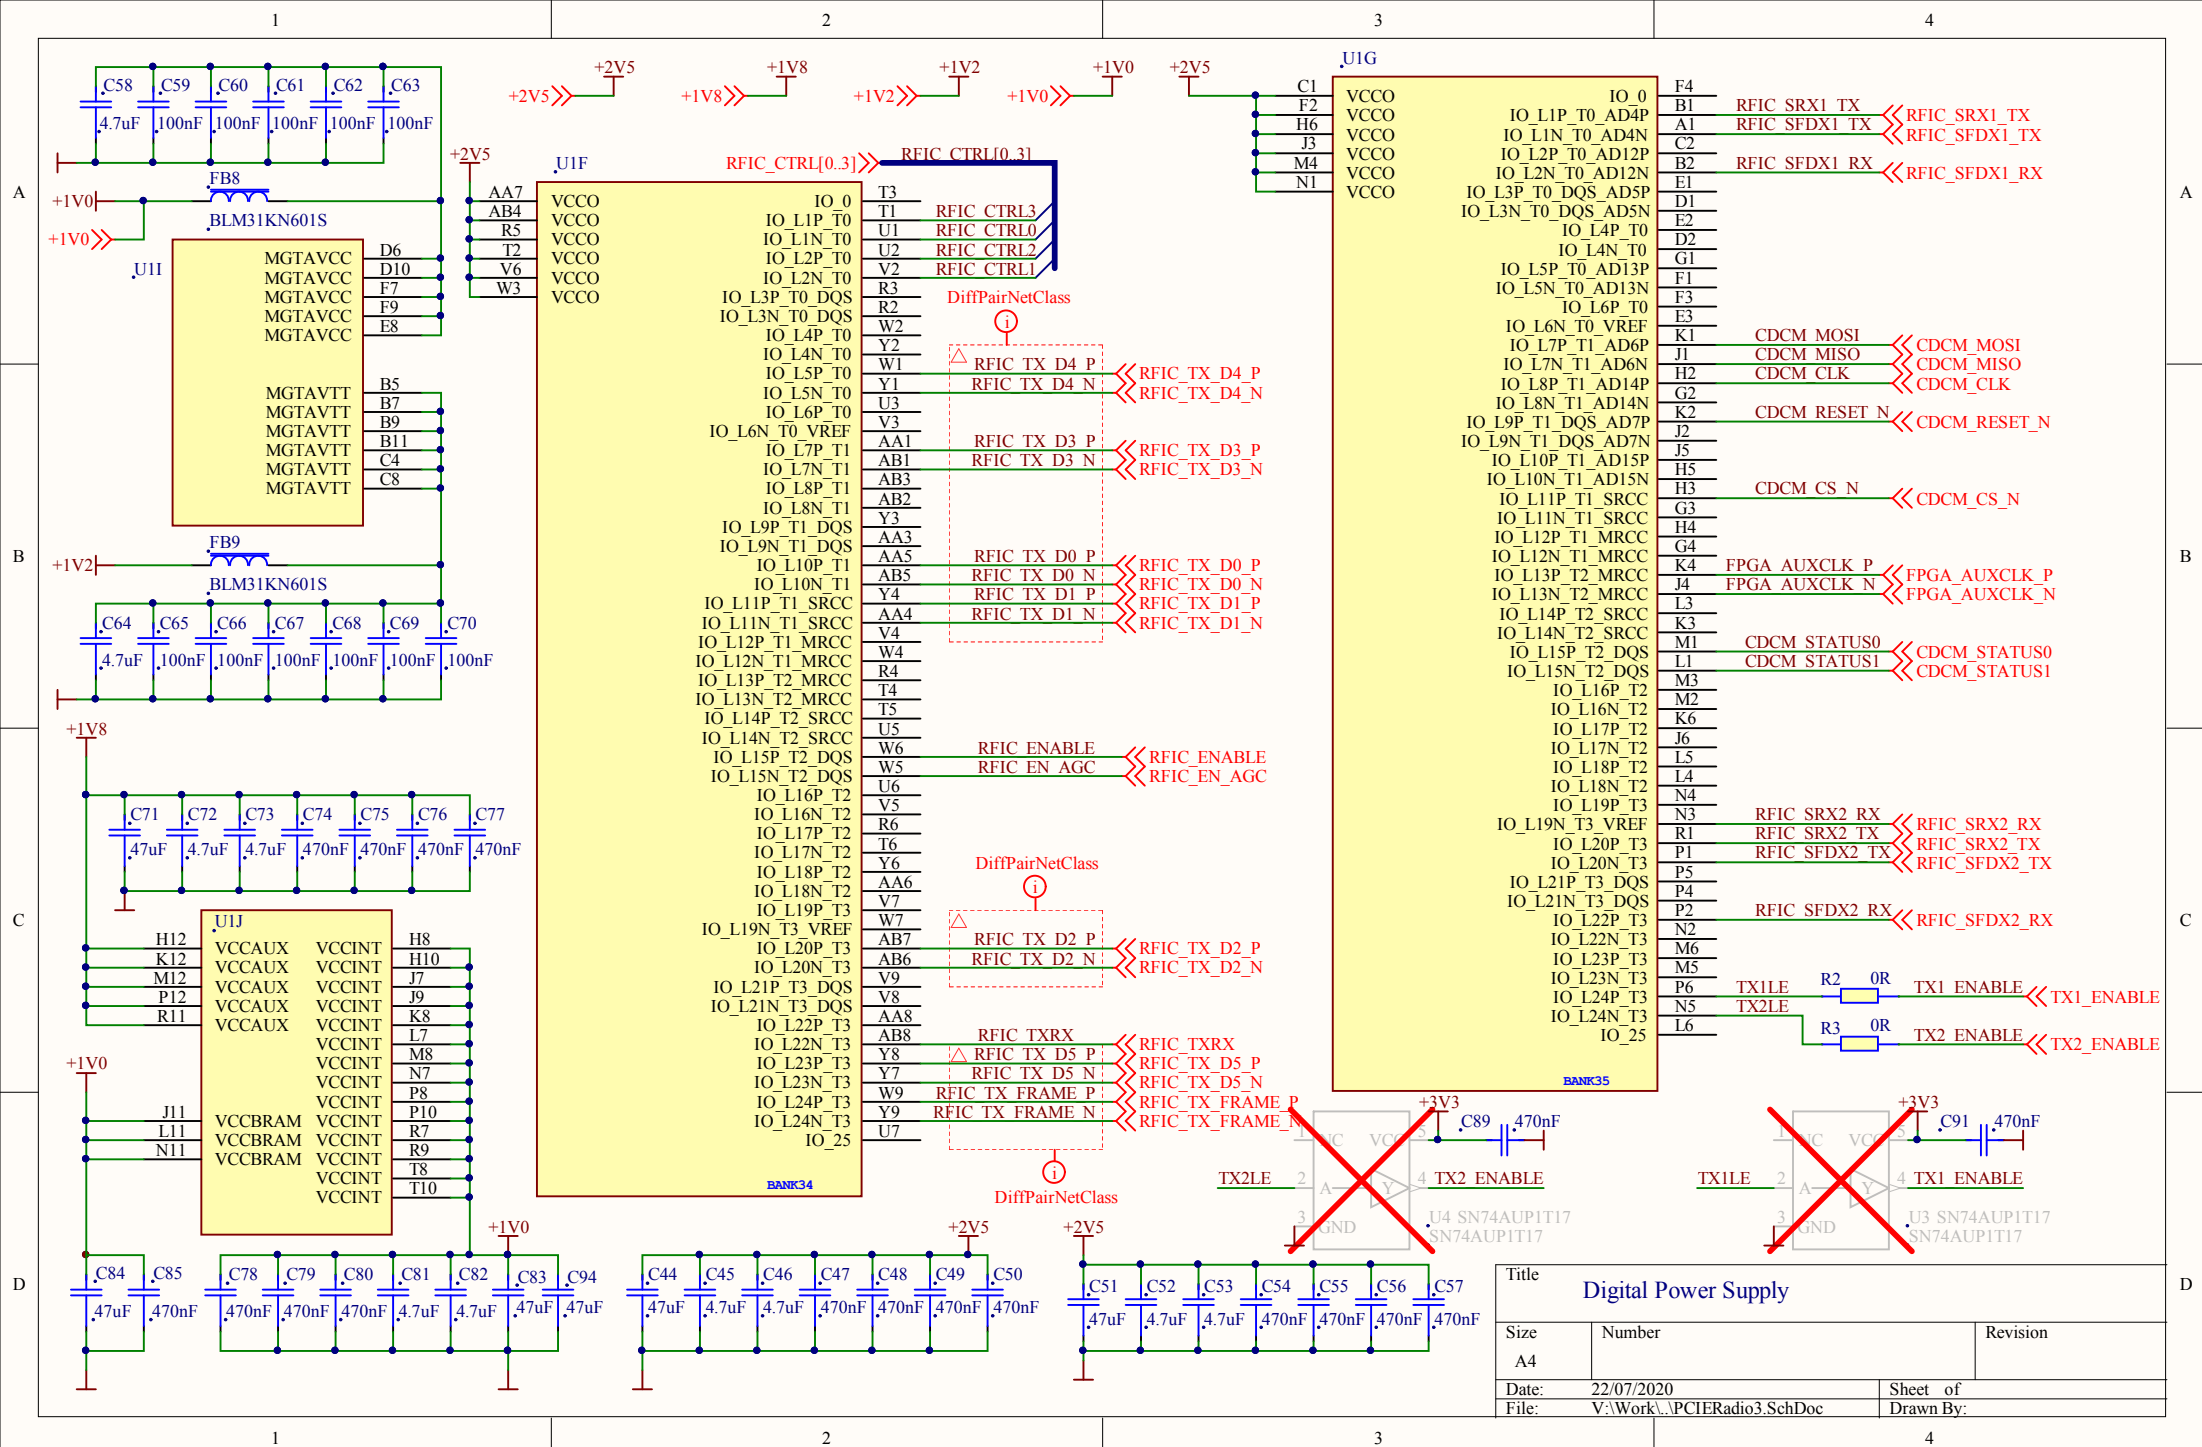 1 2 3 4
A A
B B
C C
D D
1 2 3 4
C58 C59 C60 C61 C62 C63
4.7uF 100nF 100nF 100nF 100nF 100nF
+1V0
FB8
BLM31KN601S
+1V0
U1I
MGTAVCC D6
MGTAVCC D10
MGTAVCC F7
MGTAVCC F9
MGTAVCC E8
MGTAVTT B5
MGTAVTT B7
MGTAVTT B9
MGTAVTT B11
MGTAVTT C4
MGTAVTT C8
+1V2
FB9
BLM31KN601S
C64 C65 C66 C67 C68 C69 C70
4.7uF 100nF 100nF 100nF 100nF 100nF 100nF
+1V8
C71 C72 C73 C74 C75 C76 C77
47uF 4.7uF 4.7uF 470nF 470nF 470nF 470nF
U1J
H12 VCCAUX VCCINT H8
K12 VCCAUX VCCINT H10
M12 VCCAUX VCCINT J7
P12 VCCAUX VCCINT J9
R11 VCCAUX VCCINT K8
VCCINT L7
VCCINT M8
+1V0
VCCINT N7
VCCINT P8
J11 VCCBRAM VCCINT P10
L11 VCCBRAM VCCINT R7
N11 VCCBRAM VCCINT R9
VCCINT T8
VCCINT T10
+1V0
C84 C85 C78 C79 C80 C81 C82 C83 C94
47uF 470nF 470nF 470nF 470nF 4.7uF 4.7uF 47uF 47uF
+2V5
C44 C45 C46 C47 C48 C49 C50
47uF 4.7uF 4.7uF 470nF 470nF 470nF 470nF
+2V5
C51 C52 C53 C54 C55 C56 C57
47uF 4.7uF 4.7uF 470nF 470nF 470nF 470nF
+2V5 +1V8 +1V2 +1V0
+2V5 +1V8 +1V2 +1V0
RFIC_CTRL[0..3] RFIC_CTRL[0..3]
+2V5
U1F
AA7 VCCO
AB4 VCCO
R5 VCCO
T2 VCCO
V6 VCCO
W3 VCCO
IO_0 T3
IO_L1P_T0 T1 RFIC_CTRL3
IO_L1N_T0 U1 RFIC_CTRL0
IO_L2P_T0 U2 RFIC_CTRL2
IO_L2N_T0 V2 RFIC_CTRL1
IO_L3P_T0_DQS R3
DiffPairNetClass
i
IO_L3N_T0_DQS R2
IO_L4P_T0 W2
IO_L4N_T0 Y2
IO_L5P_T0 W1 RFIC_TX_D4_P RFIC_TX_D4_P
IO_L5N_T0 Y1 RFIC_TX_D4_N RFIC_TX_D4_N
IO_L6P_T0 U3
IO_L6N_T0_VREF V3
IO_L7P_T1 AA1 RFIC_TX_D3_P RFIC_TX_D3_P
IO_L7N_T1 AB1 RFIC_TX_D3_N RFIC_TX_D3_N
IO_L8P_T1 AB3
IO_L8N_T1 AB2
IO_L9P_T1_DQS Y3
IO_L9N_T1_DQS AA3
IO_L10P_T1 AA5 RFIC_TX_D0_P RFIC_TX_D0_P
IO_L10N_T1 AB5 RFIC_TX_D0_N RFIC_TX_D0_N
IO_L11P_T1_SRCC Y4 RFIC_TX_D1_P RFIC_TX_D1_P
IO_L11N_T1_SRCC AA4 RFIC_TX_D1_N RFIC_TX_D1_N
IO_L12P_T1_MRCC V4
IO_L12N_T1_MRCC W4
IO_L13P_T2_MRCC R4
IO_L13N_T2_MRCC T4
IO_L14P_T2_SRCC T5
IO_L14N_T2_SRCC U5
IO_L15P_T2_DQS W6 RFIC_ENABLE RFIC_ENABLE
IO_L15N_T2_DQS W5 RFIC_EN_AGC RFIC_EN_AGC
IO_L16P_T2 U6
IO_L16N_T2 V5
IO_L17P_T2 R6
IO_L17N_T2 T6
IO_L18P_T2 Y6
DiffPairNetClass
i
IO_L18N_T2 AA6
IO_L19P_T3 V7
IO_L19N_T3_VREF W7
IO_L20P_T3 AB7 RFIC_TX_D2_P RFIC_TX_D2_P
IO_L20N_T3 AB6 RFIC_TX_D2_N RFIC_TX_D2_N
IO_L21P_T3_DQS V9
IO_L21N_T3_DQS V8
IO_L22P_T3 AA8
IO_L22N_T3 AB8 RFIC_TXRX RFIC_TXRX
IO_L23P_T3 Y8 RFIC_TX_D5_P RFIC_TX_D5_P
IO_L23N_T3 Y7 RFIC_TX_D5_N RFIC_TX_D5_N
IO_L24P_T3 W9 RFIC_TX_FRAME_P RFIC_TX_FRAME_P
IO_L24N_T3 Y9 RFIC_TX_FRAME_N RFIC_TX_FRAME_N
IO_25 U7
BANK34
i
DiffPairNetClass
+2V5
U1G
C1 VCCO
F2 VCCO
H6 VCCO
J3 VCCO
M4 VCCO
N1 VCCO
IO_0 F4
IO_L1P_T0_AD4P B1 RFIC_SRX1_TX RFIC_SRX1_TX
IO_L1N_T0_AD4N A1 RFIC_SFDX1_TX RFIC_SFDX1_TX
IO_L2P_T0_AD12P C2
IO_L2N_T0_AD12N B2 RFIC_SFDX1_RX RFIC_SFDX1_RX
IO_L3P_T0_DQS_AD5P E1
IO_L3N_T0_DQS_AD5N D1
IO_L4P_T0 E2
IO_L4N_T0 D2
IO_L5P_T0_AD13P G1
IO_L5N_T0_AD13N F1
IO_L6P_T0 F3
IO_L6N_T0_VREF E3
IO_L7P_T1_AD6P K1 CDCM_MOSI CDCM_MOSI
IO_L7N_T1_AD6N J1 CDCM_MISO CDCM_MISO
IO_L8P_T1_AD14P H2 CDCM_CLK CDCM_CLK
IO_L8N_T1_AD14N G2
IO_L9P_T1_DQS_AD7P K2 CDCM_RESET_N CDCM_RESET_N
IO_L9N_T1_DQS_AD7N J2
IO_L10P_T1_AD15P J5
IO_L10N_T1_AD15N H5
IO_L11P_T1_SRCC H3 CDCM_CS_N CDCM_CS_N
IO_L11N_T1_SRCC G3
IO_L12P_T1_MRCC H4
IO_L12N_T1_MRCC G4
IO_L13P_T2_MRCC K4 FPGA_AUXCLK_P FPGA_AUXCLK_P
IO_L13N_T2_MRCC J4 FPGA_AUXCLK_N FPGA_AUXCLK_N
IO_L14P_T2_SRCC L3
IO_L14N_T2_SRCC K3
IO_L15P_T2_DQS M1 CDCM_STATUS0 CDCM_STATUS0
IO_L15N_T2_DQS L1 CDCM_STATUS1 CDCM_STATUS1
IO_L16P_T2 M3
IO_L16N_T2 M2
IO_L17P_T2 K6
IO_L17N_T2 J6
IO_L18P_T2 L5
IO_L18N_T2 L4
IO_L19P_T3 N4
IO_L19N_T3_VREF N3 RFIC_SRX2_RX RFIC_SRX2_RX
IO_L20P_T3 R1 RFIC_SRX2_TX RFIC_SRX2_TX
IO_L20N_T3 P1 RFIC_SFDX2_TX RFIC_SFDX2_TX
IO_L21P_T3_DQS P5
IO_L21N_T3_DQS P4
IO_L22P_T3 P2 RFIC_SFDX2_RX RFIC_SFDX2_RX
IO_L22N_T3 N2
IO_L23P_T3 M6
IO_L23N_T3 M5
IO_L24P_T3 P6 TX1LE R2 0R TX1_ENABLE TX1_ENABLE
IO_L24N_T3 N5 TX2LE
IO_25 L6 R3 0R TX2_ENABLE TX2_ENABLE
BANK35
+3V3 C89 470nF
1 NC VCC 5
TX2LE 2 A Y 4 TX2_ENABLE
3 GND U4 SN74AUP1T17
SN74AUP1T17
+3V3 C91 470nF
1 NC VCC 5
TX1LE 2 A Y 4 TX1_ENABLE
3 GND U3 SN74AUP1T17
SN74AUP1T17
Title
Digital Power Supply
Size Number Revision
A4
Date: 22/07/2020 Sheet of
File: V:\Work\..\PCIERadio3.SchDoc Drawn By: